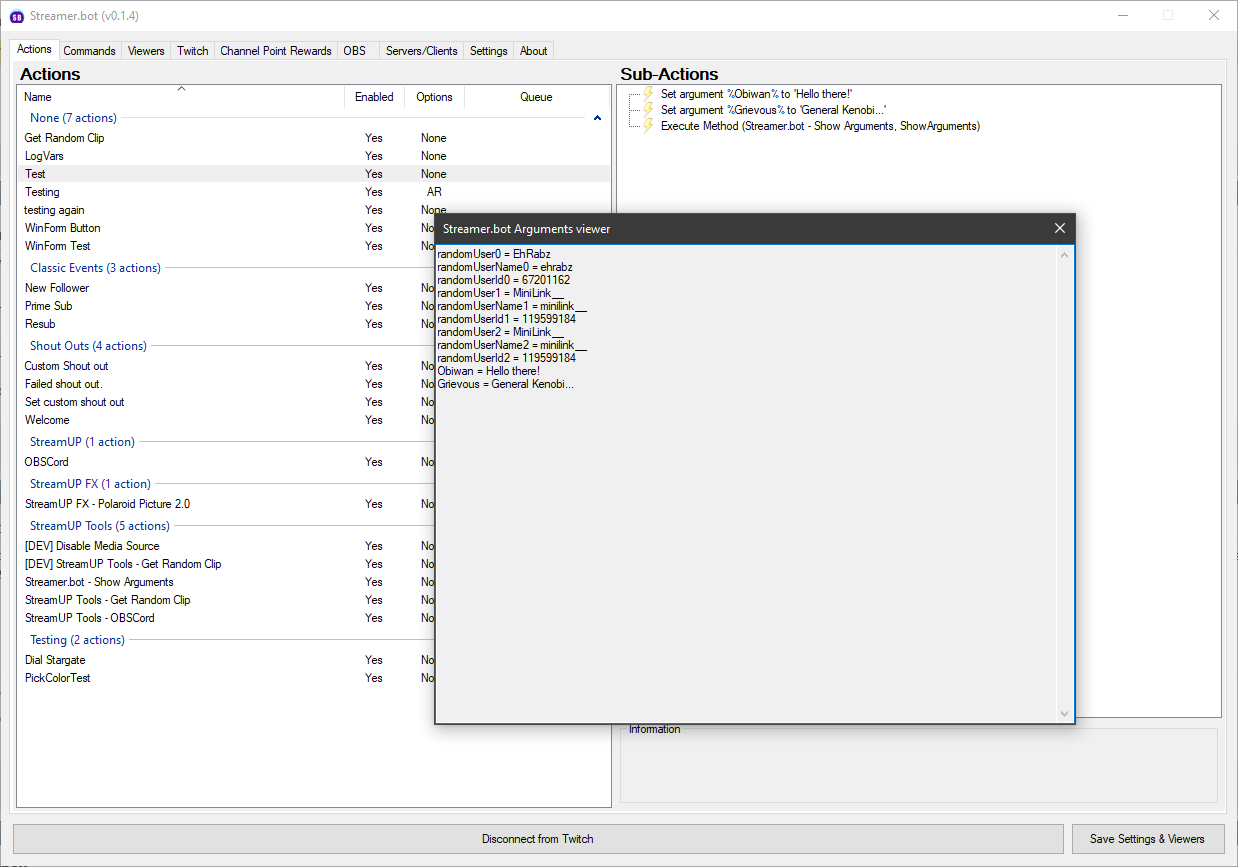 Streamer.bot (v0.1.4)
Actions Commands Viewers Twitch Channel Point Rewards OBS Servers/Clients Settings About
Actions
Name Enabled Options Queue
None (7 actions)
Get Random Clip Yes None
LogVars Yes None
Test Yes None
Testing Yes AR
testing again Yes None
WinForm Button Yes No
WinForm Test Yes No
Classic Events (3 actions)
New Follower Yes No
Prime Sub Yes No
Resub Yes No
Shout Outs (4 actions)
Custom Shout out Yes No
Failed shout out. Yes No
Set custom shout out Yes No
Welcome Yes No
StreamUP (1 action)
OBSCord Yes No
StreamUP FX (1 action)
StreamUP FX - Polaroid Picture 2.0 Yes No
StreamUP Tools (5 actions)
[DEV] Disable Media Source Yes No
[DEV] StreamUP Tools - Get Random Clip Yes No
Streamer.bot - Show Arguments Yes No
StreamUP Tools - Get Random Clip Yes No
StreamUP Tools - OBSCord Yes No
Testing (2 actions)
Dial Stargate Yes No
PickColorTest Yes No
Sub-Actions
Set argument %Obiwan% to 'Hello there!'
Set argument %Grievous% to 'General Kenobi...'
Execute Method (Streamer.bot - Show Arguments, ShowArguments)
Streamer.bot Arguments viewer
randomUser0 = EhRabz
randomUserName0 = ehrabz
randomUserId0 = 67201162
randomUser1 = MiniLink__
randomUserName1 = minilink__
randomUserId1 = 119599184
randomUser2 = MiniLink__
randomUserName2 = minilink__
randomUserId2 = 119599184
Obiwan = Hello there!
Grievous = General Kenobi...
Information
Disconnect from Twitch
Save Settings & Viewers